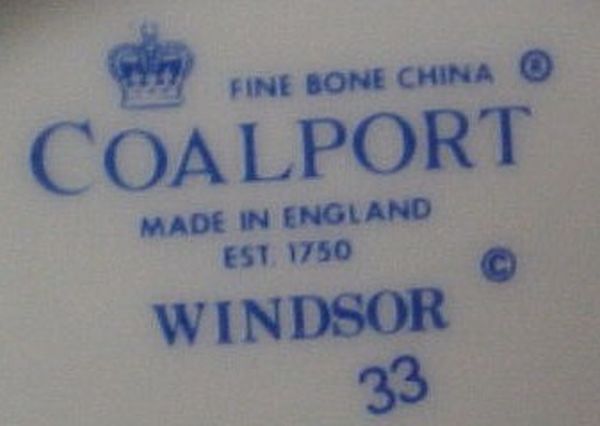 FINE BONE CHINA ®
COALPORT
MADE IN ENGLAND
EST. 1750
©
WINDSOR
33